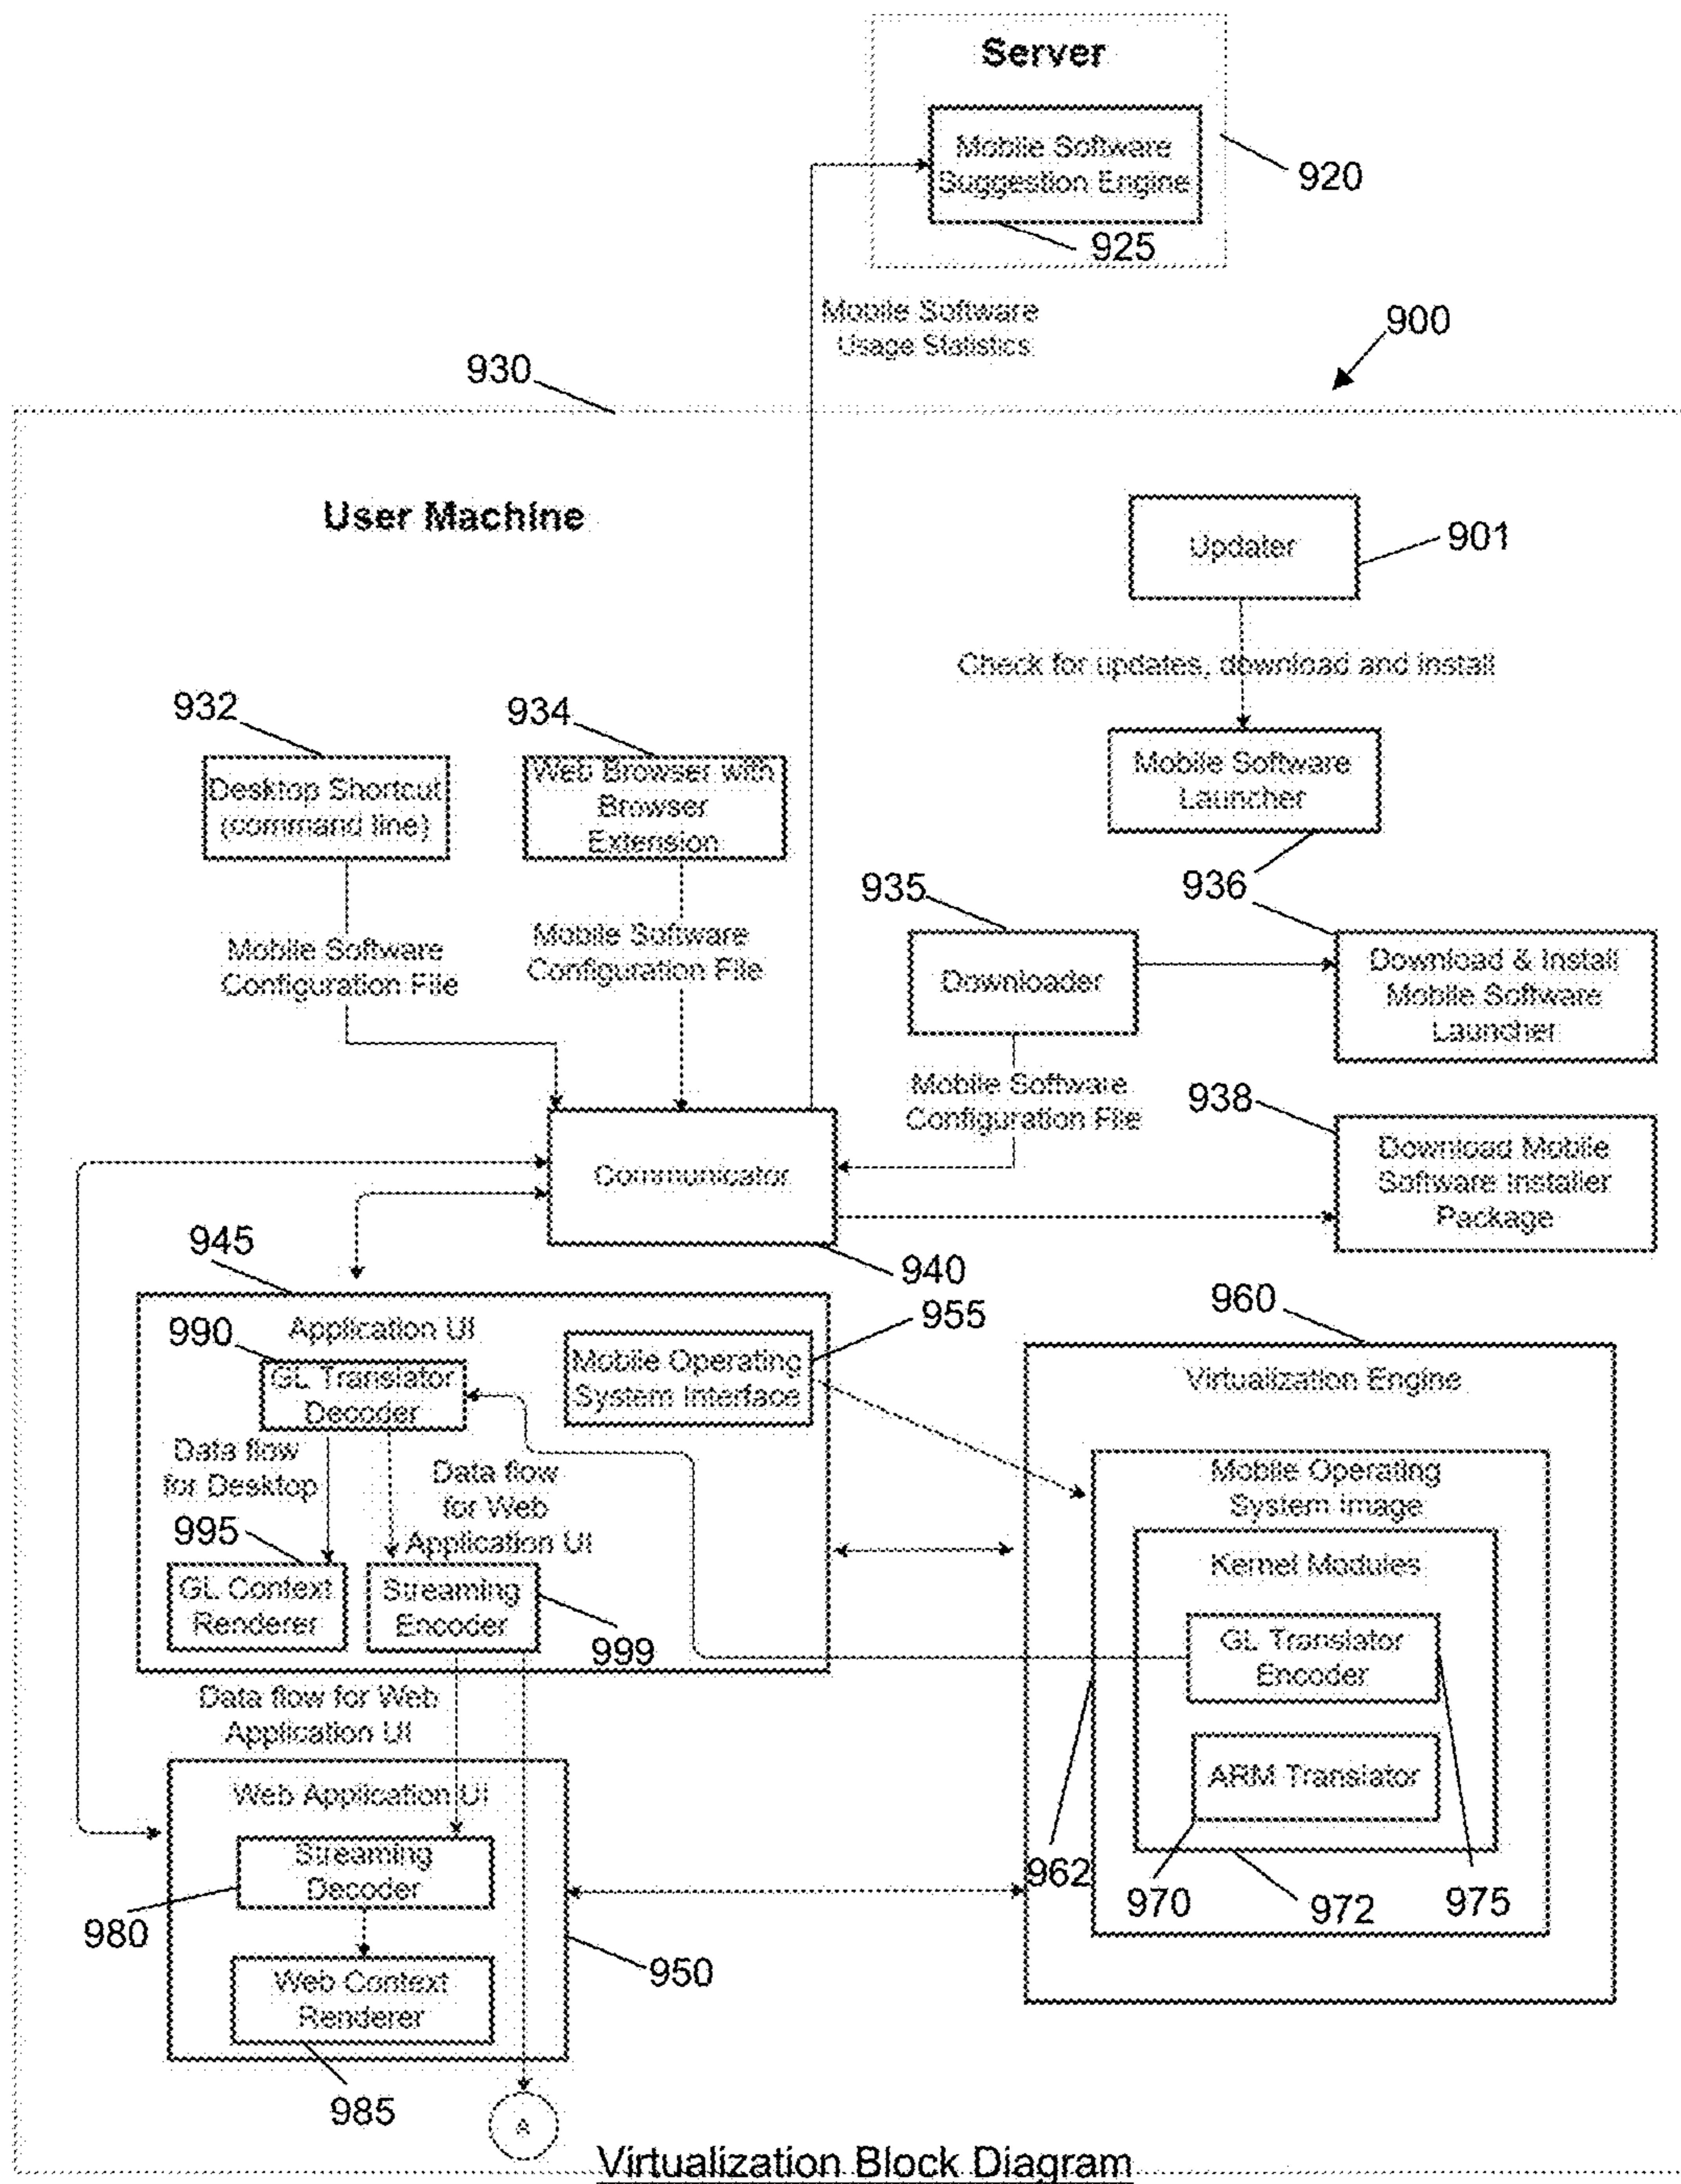 Server
Mobile Software
Suggestion Engine
920
925
Mobile Software
Usage Statistics
900
930
User Machine
Updater
901
Check for updates, download and install
932
934
Desktop Shortcut
(command line)
Web Browser with
Browser
Extension
Mobile Software
Launcher
935
936
Mobile Software
Configuration File
Mobile Software
Configuration File
Downloader
Download & Install
Mobile Software
Launcher
Mobile Software
Configuration File
938
Communicator
Download Mobile
Software Installer
Package
945
940
960
955
990
Application UI
GL Translator
Decoder
Mobile Operating
System Interface
Virtualization Engine
Data flow
for Desktop
Data flow
for Web
Application UI
Mobile Operating
System Image
995
Kernel Modules
GL Context
Renderer
Streaming
Encoder
999
GL Translator
Encoder
Data flow for Web
Application UI
ARM Translator
Web Application UI
Streaming
Decoder
962
970
972
975
980
950
Web Context
Renderer
985
A
Virtualization Block Diagram